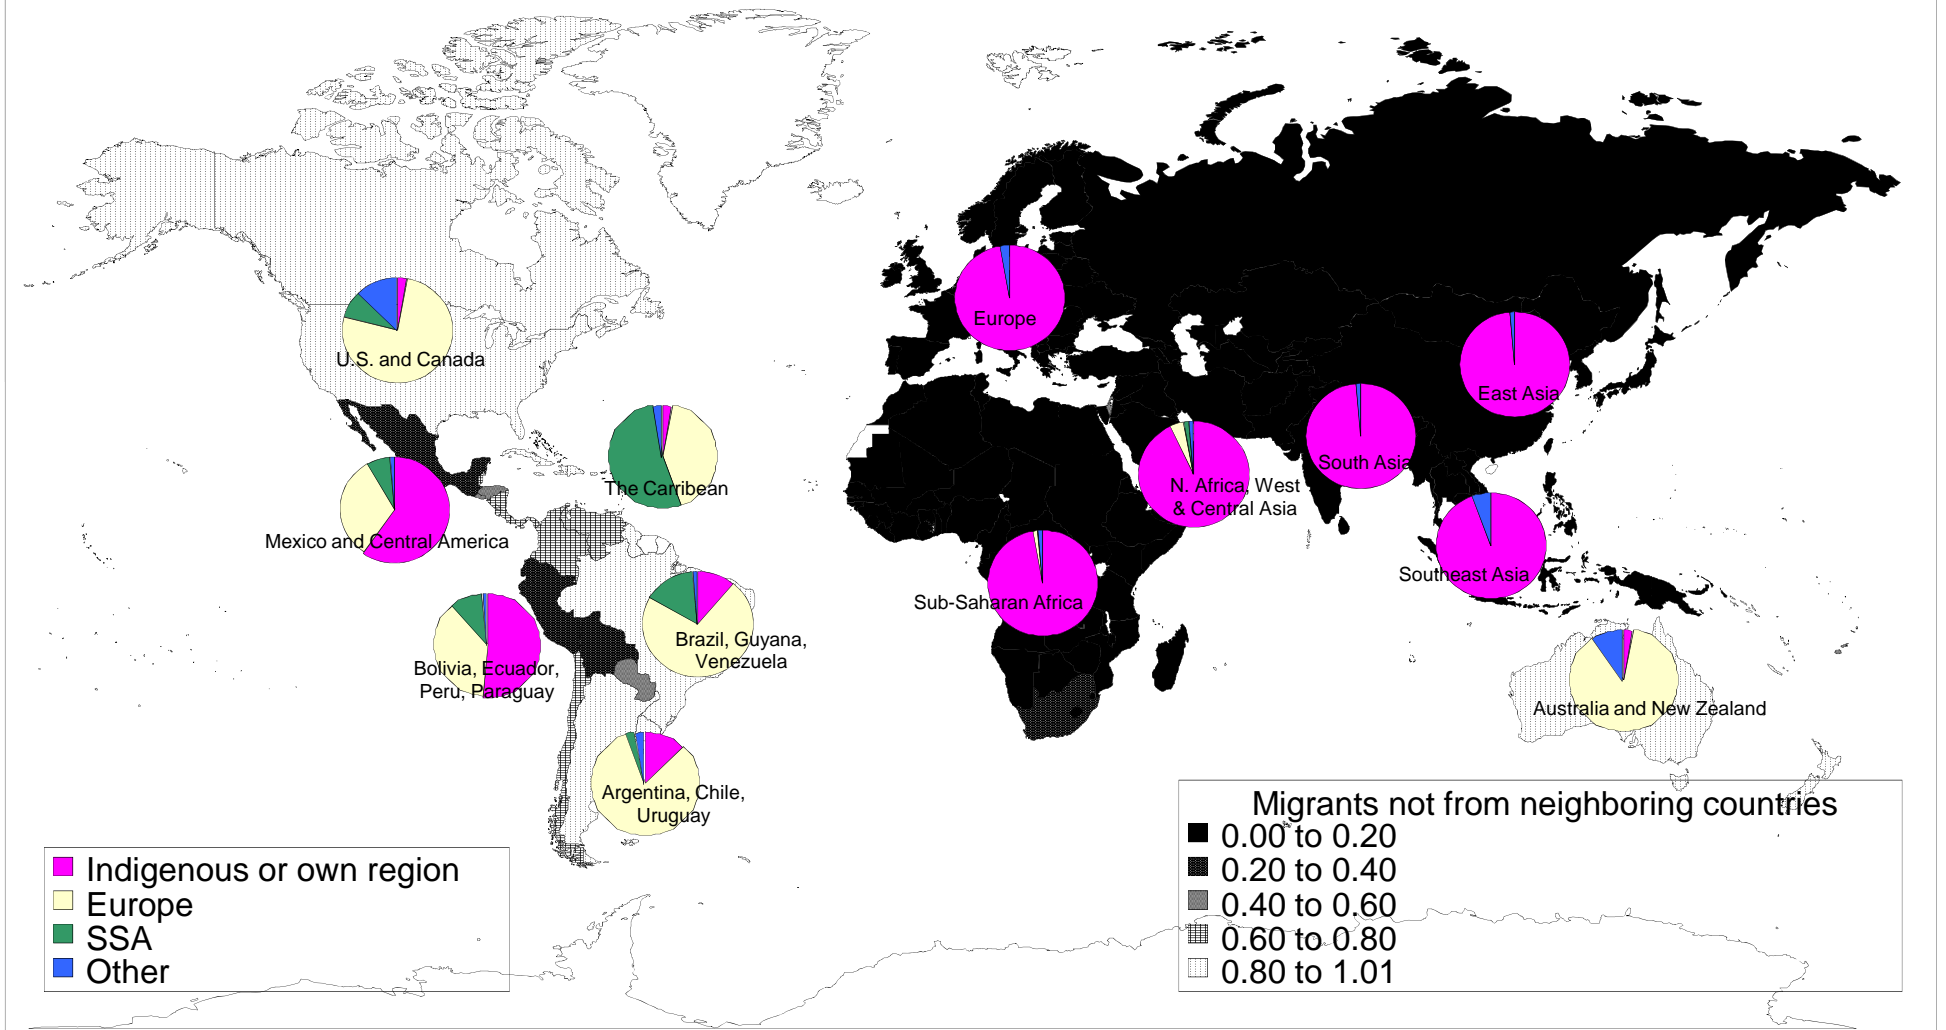 Europe
U.S. and Canada
East Asia
South Asia
The Carribean
N. Africa, West
& Central Asia
Mexico and Central America
Southeast Asia
Sub-Saharan Africa
Brazil, Guyana,
Venezuela
Bolivia, Ecuador,
Peru, Paraguay
Australia and New Zealand
Argentina, Chile,
Uruguay
Migrants not from neighboring countries
0.00 to 0.20
0.20 to 0.40
0.40 to 0.60
0.60 to 0.80
0.80 to 1.01
Indigenous or own region
Europe
SSA
Other